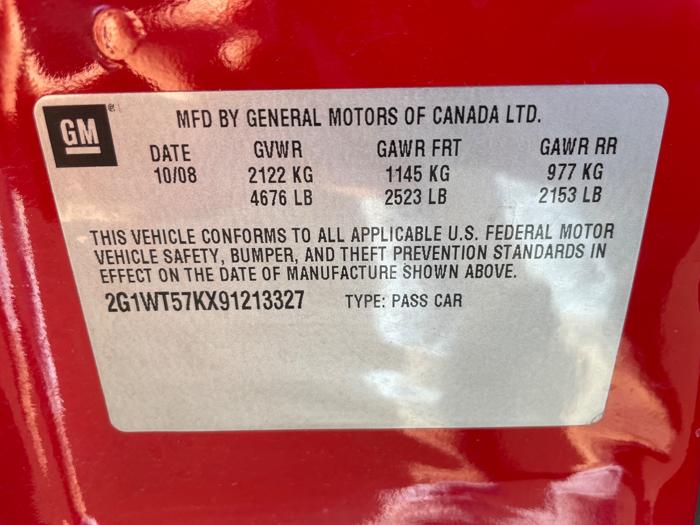 GM®
MFD BY GENERAL MOTORS OF CANADA LTD.
DATE GVWR GAWR FRT GAWR RR
10/08 2122 KG 1145 KG 977 KG
4676 LB 2523 LB 2153 LB
THIS VEHICLE CONFORMS TO ALL APPLICABLE U.S. FEDERAL MOTOR
VEHICLE SAFETY, BUMPER, AND THEFT PREVENTION STANDARDS IN
EFFECT ON THE DATE OF MANUFACTURE SHOWN ABOVE.
2G1WT57KX91213327 TYPE: PASS CAR